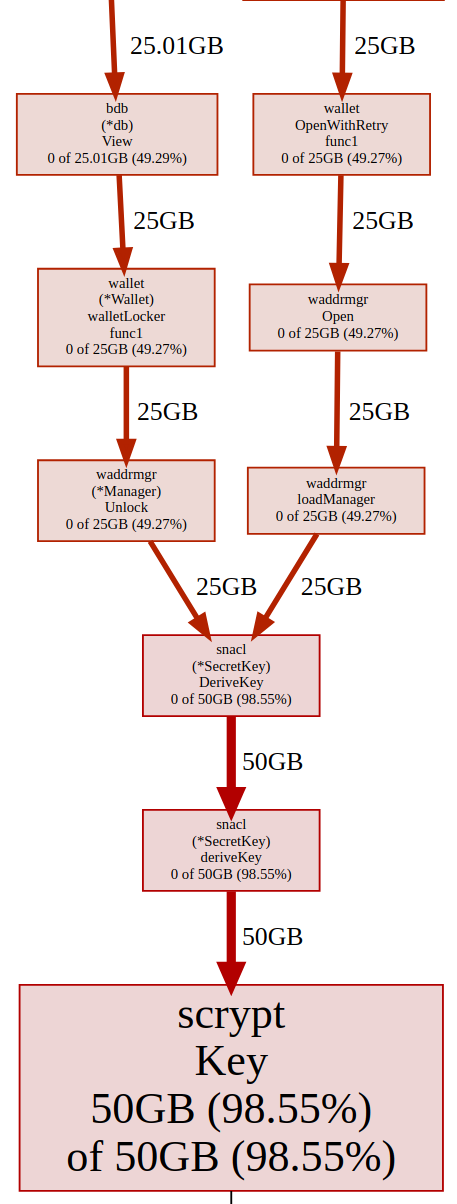 25.01GB
25GB
bdb
(*db)
View
0 of 25.01GB (49.29%)
wallet
OpenWithRetry
func1
0 of 25GB (49.27%)
25GB
25GB
wallet
(*Wallet)
walletLocker
func1
0 of 25GB (49.27%)
waddrmgr
Open
0 of 25GB (49.27%)
25GB
25GB
waddrmgr
(*Manager)
Unlock
0 of 25GB (49.27%)
waddrmgr
loadManager
0 of 25GB (49.27%)
25GB
25GB
snacl
(*SecretKey)
DeriveKey
0 of 50GB (98.55%)
50GB
snacl
(*SecretKey)
deriveKey
0 of 50GB (98.55%)
50GB
scrypt
Key
50GB (98.55%)
of 50GB (98.55%)